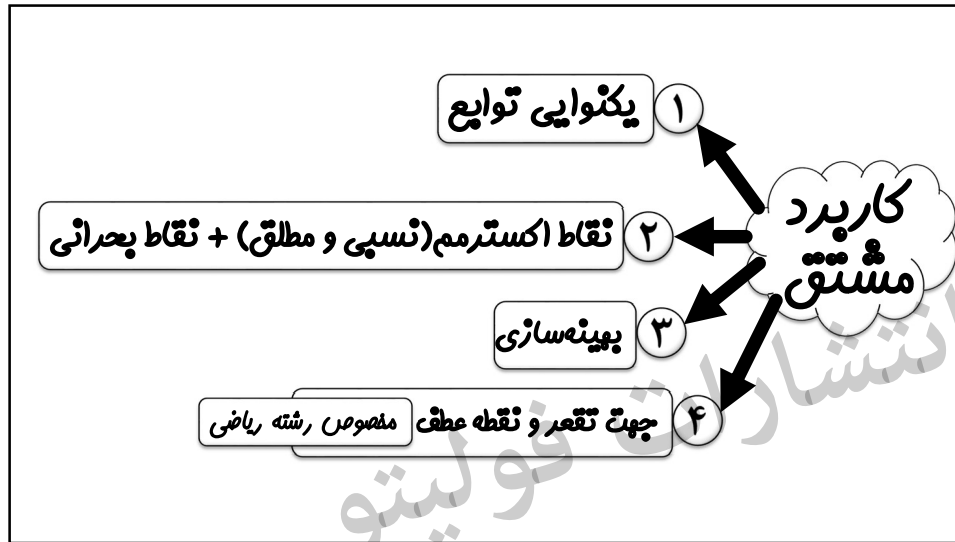 کاربرد
مشتق
۱ یکنوایی توابع
۲ نقاط اکسترمم(نسبی و مطلق) + نقاط بحرانی
۳ بهینه‌سازی
۴ جهت تقعر و نقطه عطف مخصوص رشته ریاضی
انتشارات فولیتو